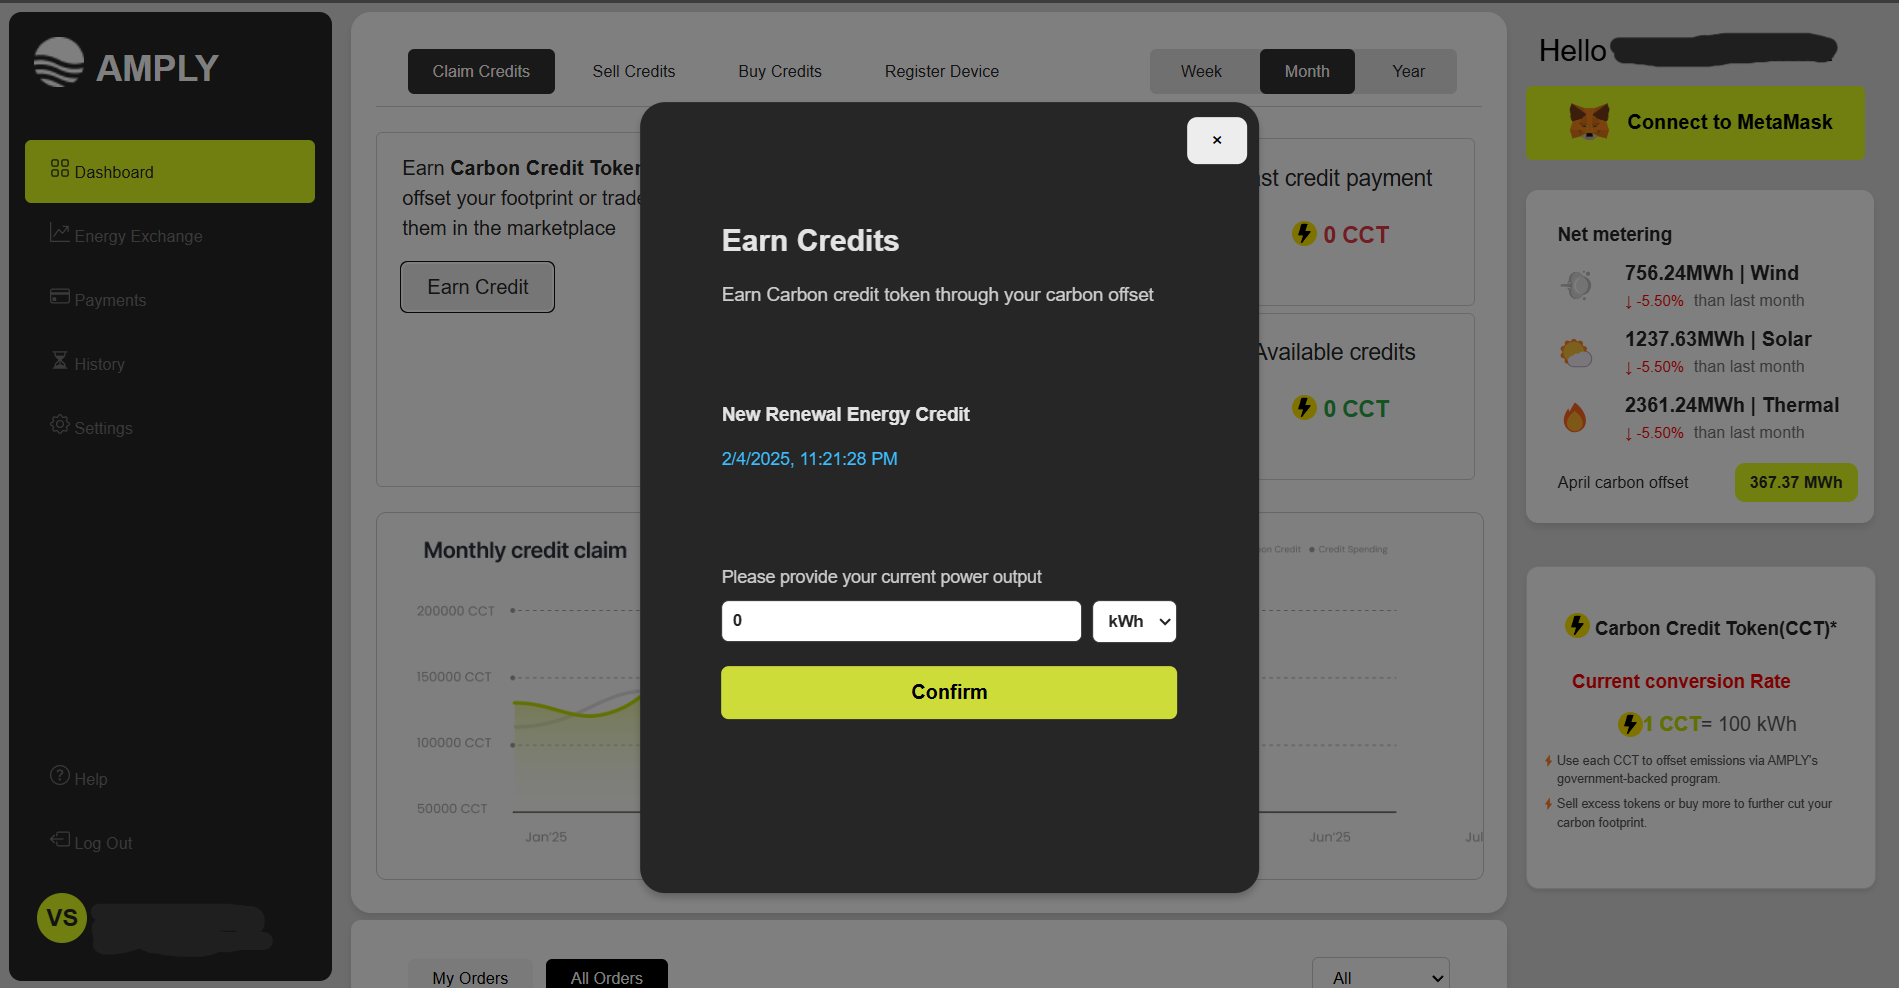 AMPLY
Dashboard
Energy Exchange
Payments
History
Settings
Help
Log Out
VS
Claim Credits
Sell Credits
Buy Credits
Register Device
Week
Month
Year
Earn Carbon Credit Token
offset your footprint or trade
them in the marketplace
Earn Credit
st credit payment
0 CCT
Available credits
0 CCT
Monthly credit claim
on Credit
Credit Spending
200000 CCT
150000 CCT
100000 CCT
50000 CCT
Jan'25
Jun'25
Jul
×
Earn Credits
Earn Carbon credit token through your carbon offset
New Renewal Energy Credit
2/4/2025, 11:21:28 PM
Please provide your current power output
0
kWh
Confirm
My Orders
All Orders
All
Hello
Connect to MetaMask
Net metering
756.24MWh | Wind
↓ -5.50% than last month
1237.63MWh | Solar
↓ -5.50% than last month
2361.24MWh | Thermal
↓ -5.50% than last month
April carbon offset
367.37 MWh
Carbon Credit Token(CCT)*
Current conversion Rate
1 CCT= 100 kWh
Use each CCT to offset emissions via AMPLY's
government-backed program.
Sell excess tokens or buy more to further cut your
carbon footprint.